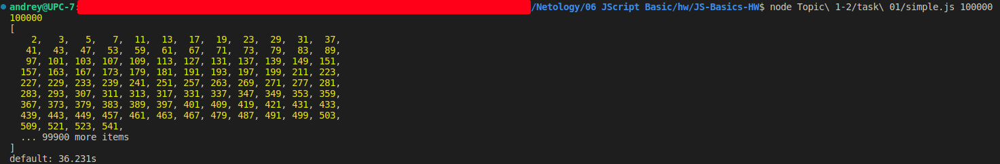 andrey@UPC-7: /Netology/06 JScript Basic/hw/JS-Basics-HW$ node Topic\ 1-2/task\ 01/simple.js 100000
100000
[
2, 3, 5, 7, 11, 13, 17, 19, 23, 29, 31, 37,
41, 43, 47, 53, 59, 61, 67, 71, 73, 79, 83, 89,
97, 101, 103, 107, 109, 113, 127, 131, 137, 139, 149, 151,
157, 163, 167, 173, 179, 181, 191, 193, 197, 199, 211, 223,
227, 229, 233, 239, 241, 251, 257, 263, 269, 271, 277, 281,
283, 293, 307, 311, 313, 317, 331, 337, 347, 349, 353, 359,
367, 373, 379, 383, 389, 397, 401, 409, 419, 421, 431, 433,
439, 443, 449, 457, 461, 463, 467, 479, 487, 491, 499, 503,
509, 521, 523, 541,
... 99900 more items
]
default: 36.231s